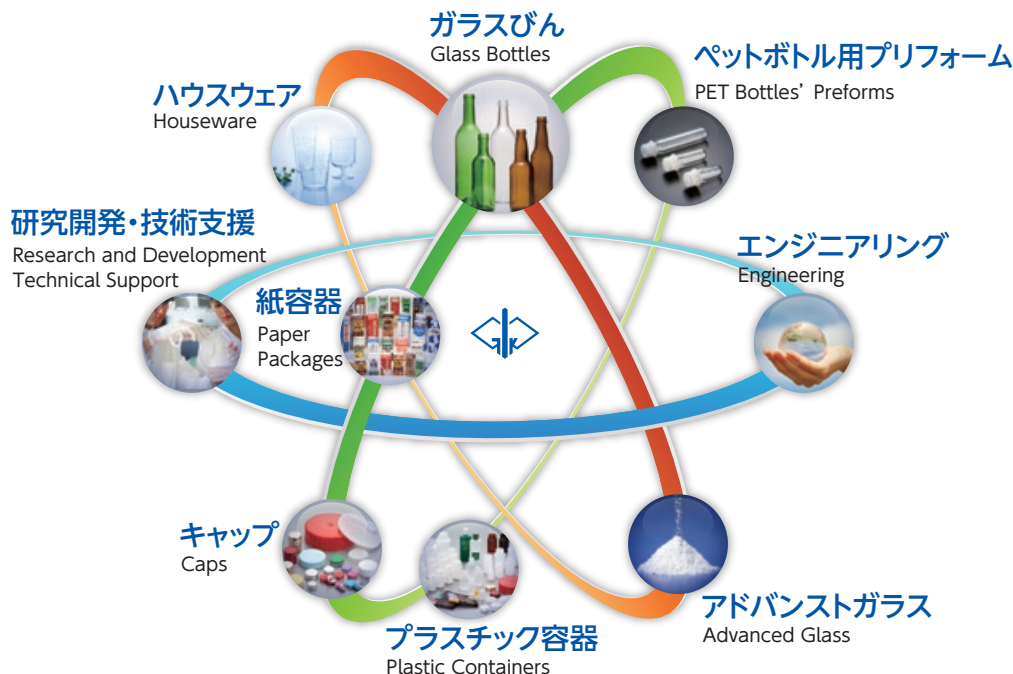 ガラスびん
Glass Bottles
ペットボトル用プリフォーム
PET Bottles' Preforms
ハウスウェア
Houseware
研究開発・技術支援
Research and Development
Technical Support
エンジニアリング
Engineering
紙容器
Paper
Packages
キャップ
Caps
プラスチック容器
Plastic Containers
アドバンストガラス
Advanced Glass